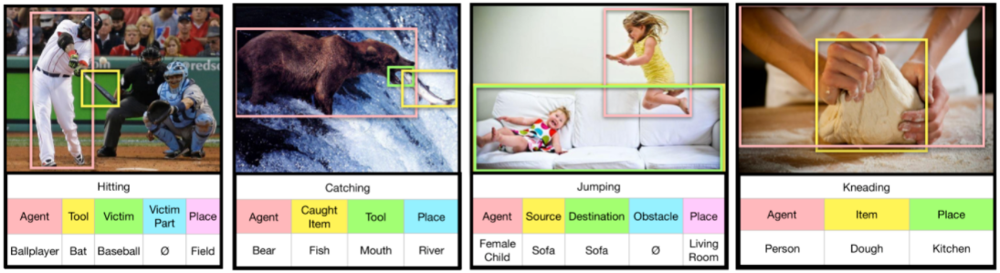 redso
Hitting
Agent Tool Victim Victim Part Place
Ballplayer Bat Baseball Ø Field
Catching
Agent Caught Item Tool Place
Bear Fish Mouth River
Jumping
Agent Source Destination Obstacle Place
Female Child Sofa Sofa Ø Living Room
Kneading
Agent Item Place
Person Dough Kitchen